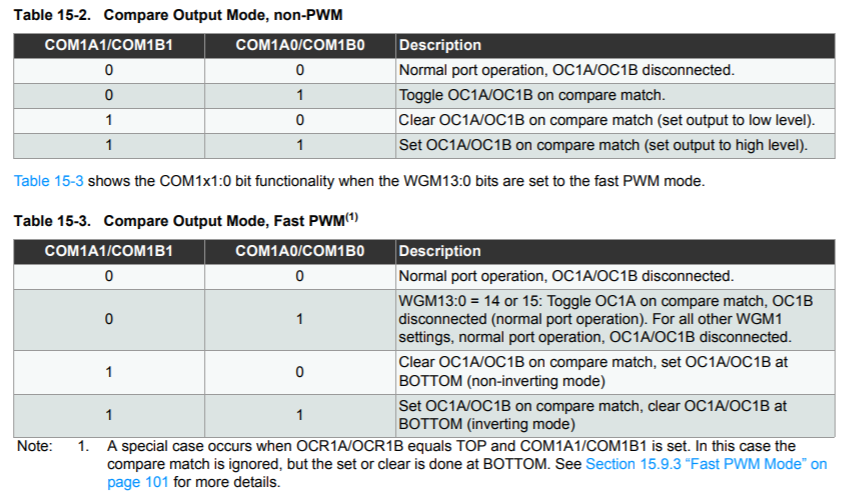 Table 15-2. Compare Output Mode, non-PWM
COM1A1/COM1B1 COM1A0/COM1B0 Description
0 0 Normal port operation, OC1A/OC1B disconnected.
0 1 Toggle OC1A/OC1B on compare match.
1 0 Clear OC1A/OC1B on compare match (set output to low level).
1 1 Set OC1A/OC1B on compare match (set output to high level).
Table 15-3 shows the COM1x1:0 bit functionality when the WGM13:0 bits are set to the fast PWM mode.
Table 15-3. Compare Output Mode, Fast PWM(1)
COM1A1/COM1B1 COM1A0/COM1B0 Description
0 0 Normal port operation, OC1A/OC1B disconnected.
0 1 WGM13:0 = 14 or 15: Toggle OC1A on compare match, OC1B
disconnected (normal port operation). For all other WGM1
settings, normal port operation, OC1A/OC1B disconnected.
1 0 Clear OC1A/OC1B on compare match, set OC1A/OC1B at
BOTTOM (non-inverting mode)
1 1 Set OC1A/OC1B on compare match, clear OC1A/OC1B at
BOTTOM (inverting mode)
Note: 1. A special case occurs when OCR1A/OCR1B equals TOP and COM1A1/COM1B1 is set. In this case the
compare match is ignored, but the set or clear is done at BOTTOM. See Section 15.9.3 “Fast PWM Mode” on
page 101 for more details.